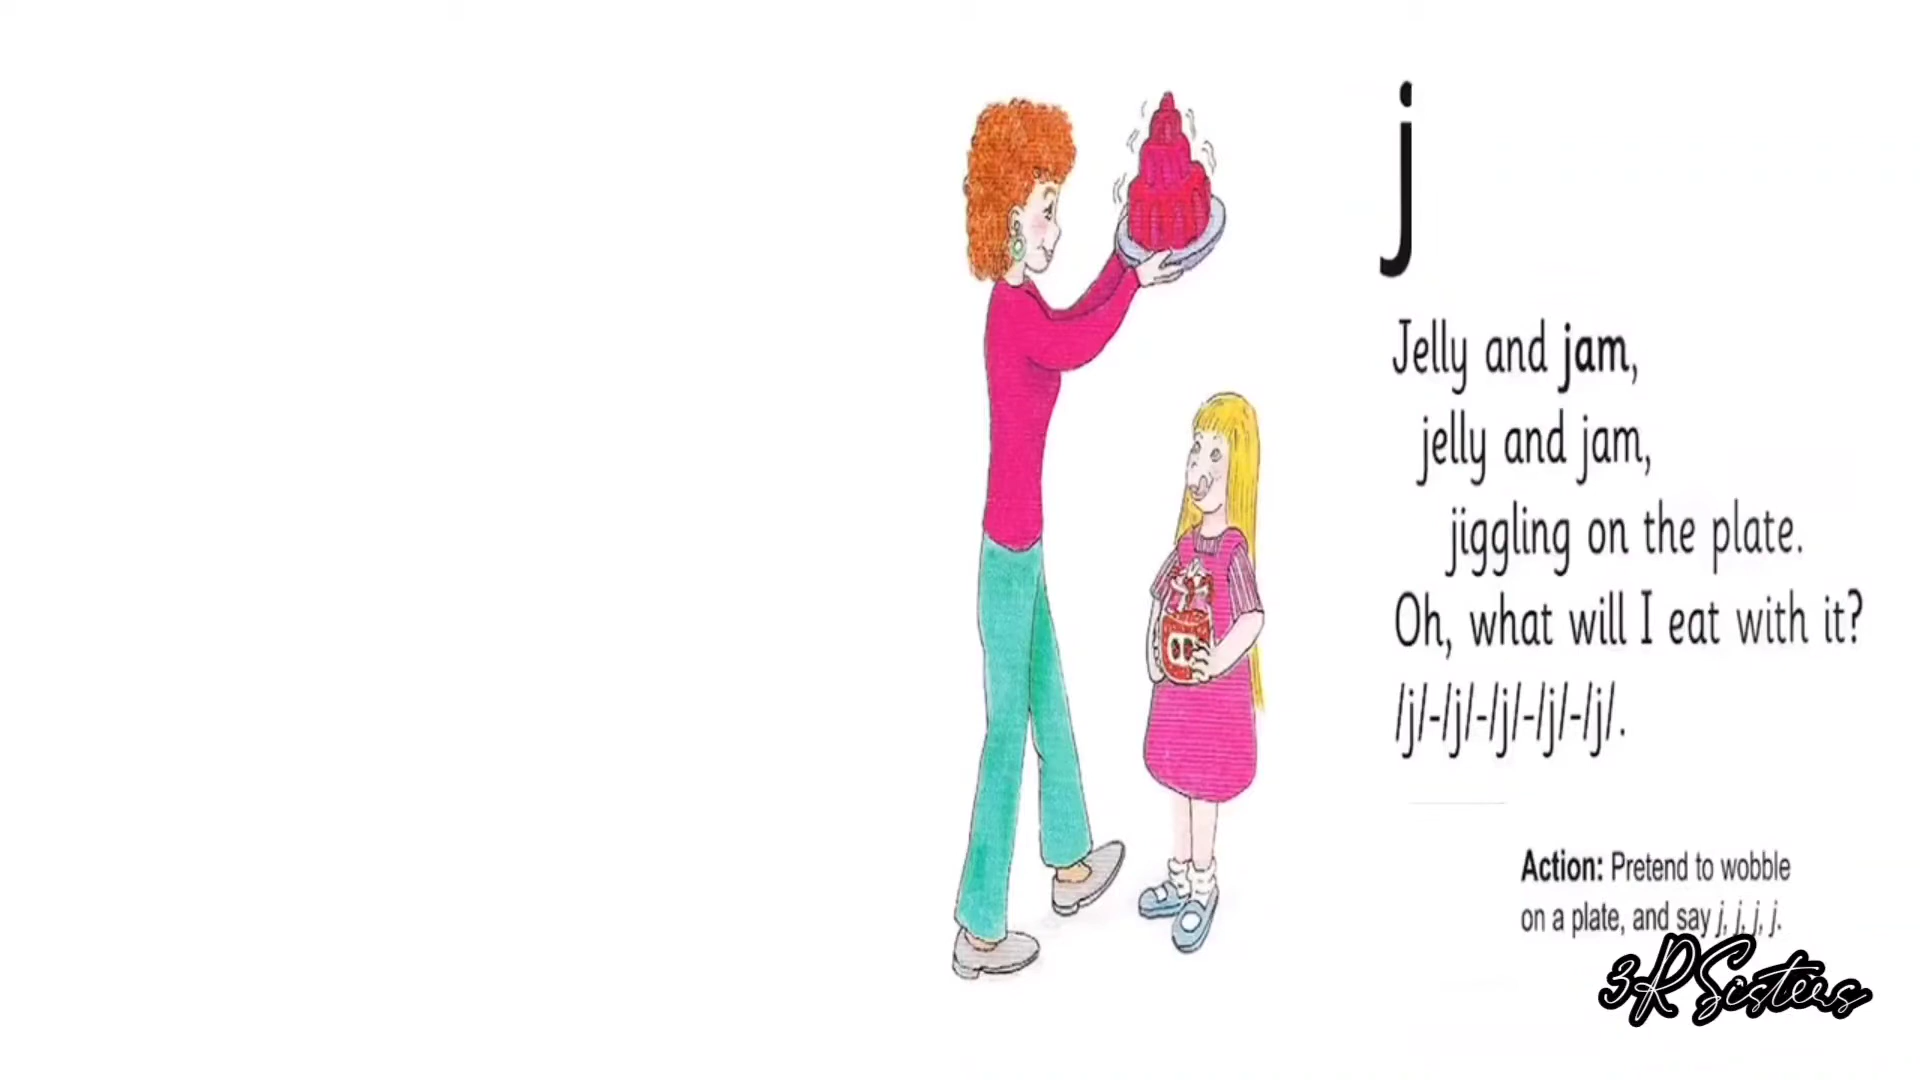 j
Jelly and jam,
jelly and jam,
jiggling on the plate.
Oh, what will I eat with it?
/j/-/j/-/j/-/j/-/j/.
Action: Pretend to wobble
on a plate, and say j, j, j, j.
3R Sisters